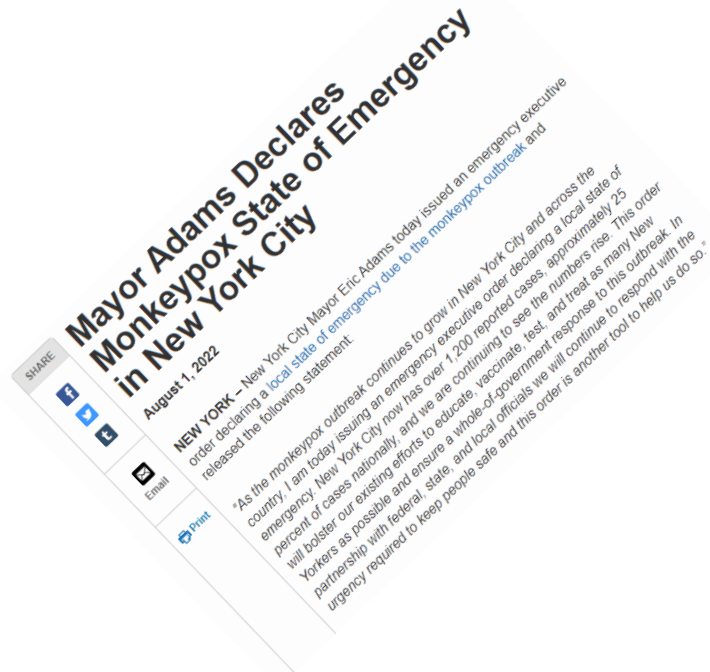 Mayor Adams Declares
Monkeypox State of Emergency
in New York City
August 1, 2022
SHARE
Email
Print
NEW YORK – New York City Mayor Eric Adams today issued an emergency executive
order declaring a local state of emergency due to the monkeypox outbreak and
released the following statement:
“As the monkeypox outbreak continues to grow in New York City and across the
country, I am today issuing an emergency executive order declaring a local state of
emergency. New York City now has over 1,200 reported cases, approximately 25
percent of cases nationally, and we are continuing to see the numbers rise. This order
will bolster our existing efforts to educate, vaccinate, test, and treat as many New
Yorkers as possible and ensure a whole-of-government response to this outbreak. In
partnership with federal, state, and local officials we will continue to respond with the
urgency required to keep people safe and this order is another tool to help us do so.”